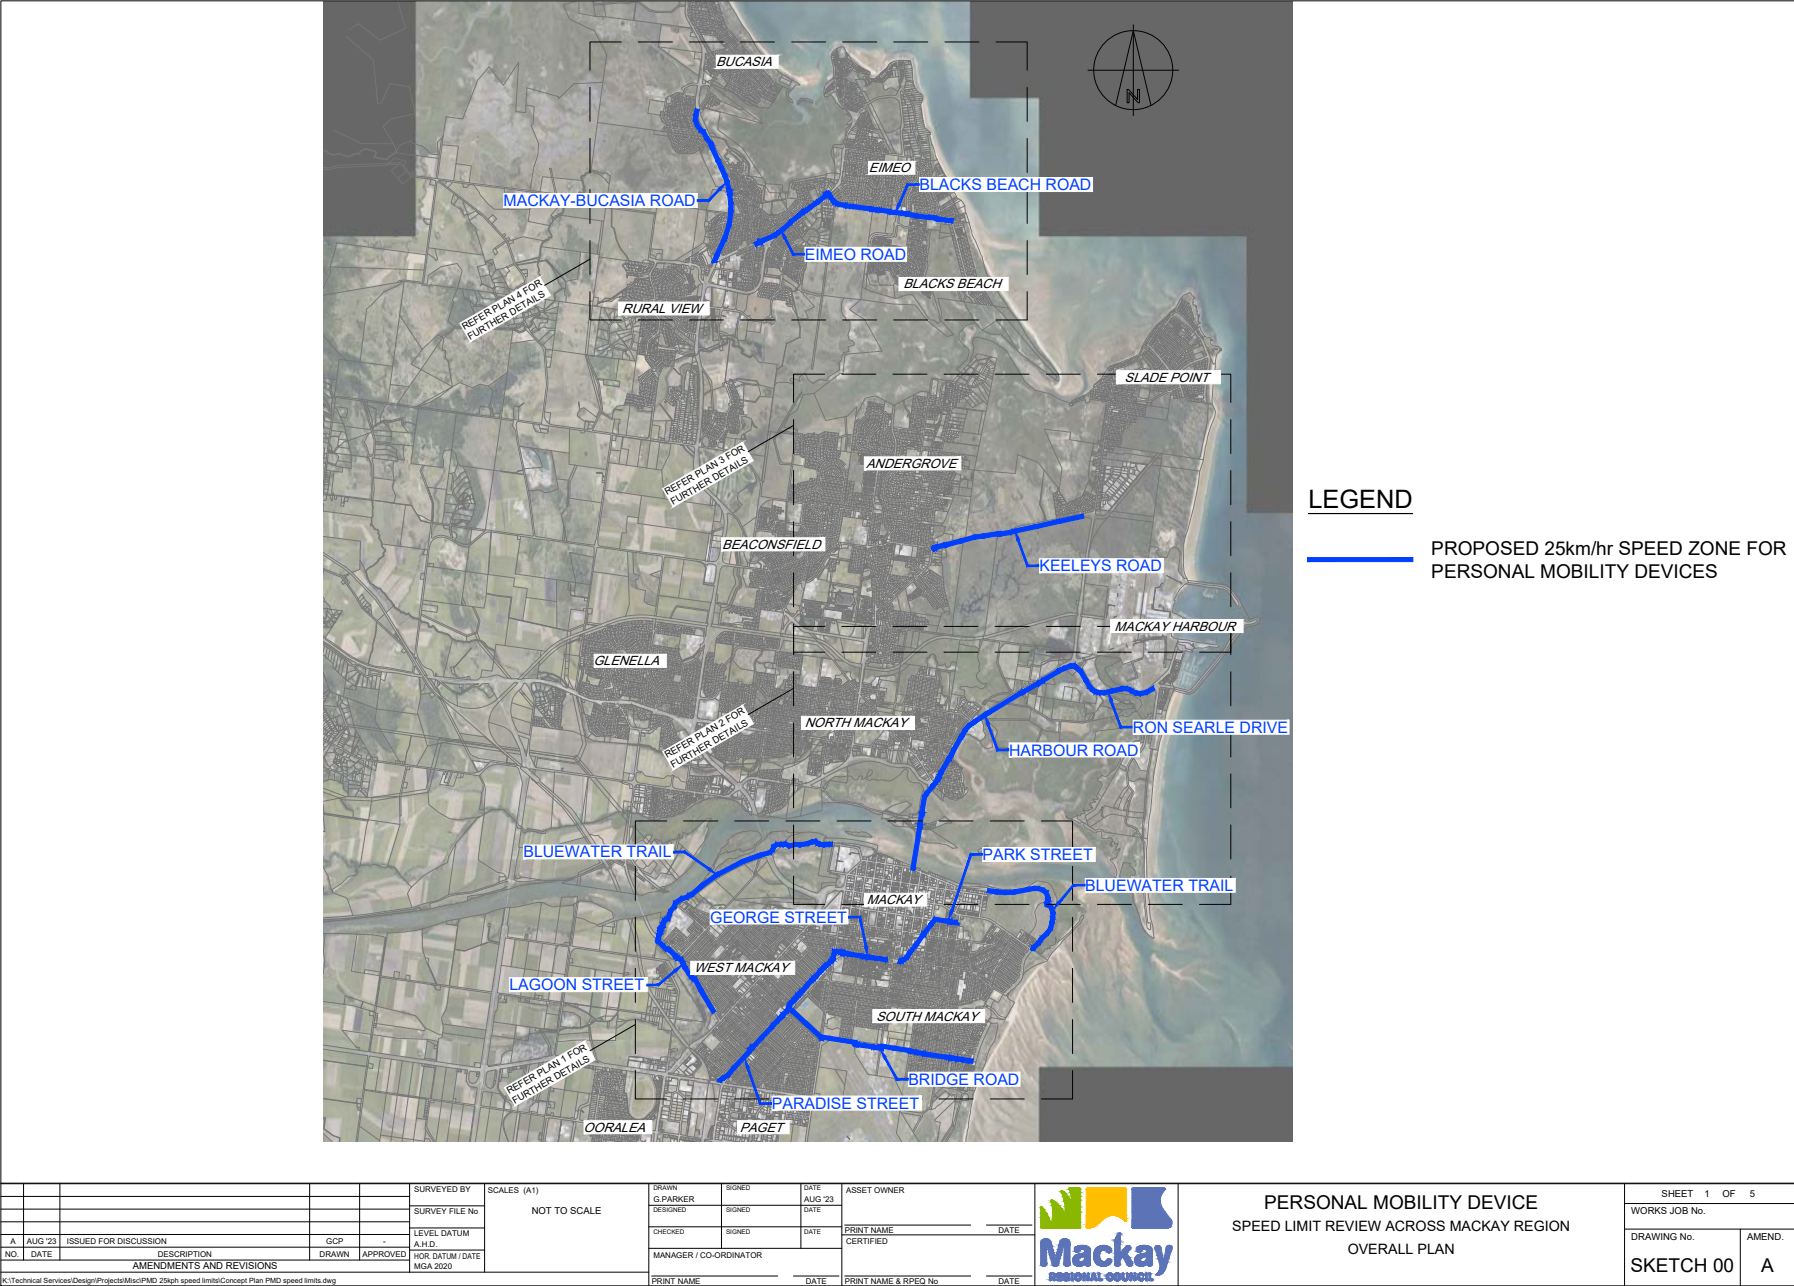 BUCASIA
EIMEO
BLACKS BEACH ROAD
MACKAY-BUCASIA ROAD
EIMEO ROAD
BLACKS BEACH
REFER PLAN 4 FOR
FURTHER DETAILS
RURAL VIEW
N
SLADE POINT
REFER PLAN 3 FOR
FURTHER DETAILS
ANDERGROVE
BEACONSFIELD
KEELEYS ROAD
MACKAY HARBOUR
GLENELLA
REFER PLAN 2 FOR
FURTHER DETAILS
NORTH MACKAY
RON SEARLE DRIVE
HARBOUR ROAD
BLUEWATER TRAIL
PARK STREET
BLUEWATER TRAIL
MACKAY
GEORGE STREET
WEST MACKAY
LAGOON STREET
SOUTH MACKAY
REFER PLAN 1 FOR
FURTHER DETAILS
BRIDGE ROAD
PARADISE STREET
OORALEA
PAGET
LEGEND
PROPOSED 25km/hr SPEED ZONE FOR
PERSONAL MOBILITY DEVICES
A AUG '23 ISSUED FOR DISCUSSION GCP -
NO. DATE DESCRIPTION DRAWN APPROVED
AMENDMENTS AND REVISIONS
K:\Technical Services\Design\Projects\Misc\PMD 25kph speed limits\Concept Plan PMD speed limits.dwg
SURVEYED BY
SURVEY FILE No
LEVEL DATUM
A.H.D.
HOR. DATUM / DATE
MGA 2020
SCALES (A1)
NOT TO SCALE
DRAWN SIGNED DATE
G.PARKER AUG '23
DESIGNED SIGNED DATE
CHECKED SIGNED DATE
MANAGER / CO-ORDINATOR
PRINT NAME DATE
ASSET OWNER
PRINT NAME DATE
CERTIFIED
PRINT NAME & RPEQ No DATE
Mackay
REGIONAL COUNCIL
PERSONAL MOBILITY DEVICE
SPEED LIMIT REVIEW ACROSS MACKAY REGION
OVERALL PLAN
SHEET 1 OF 5
WORKS JOB No.
DRAWING No. AMEND.
SKETCH 00 A